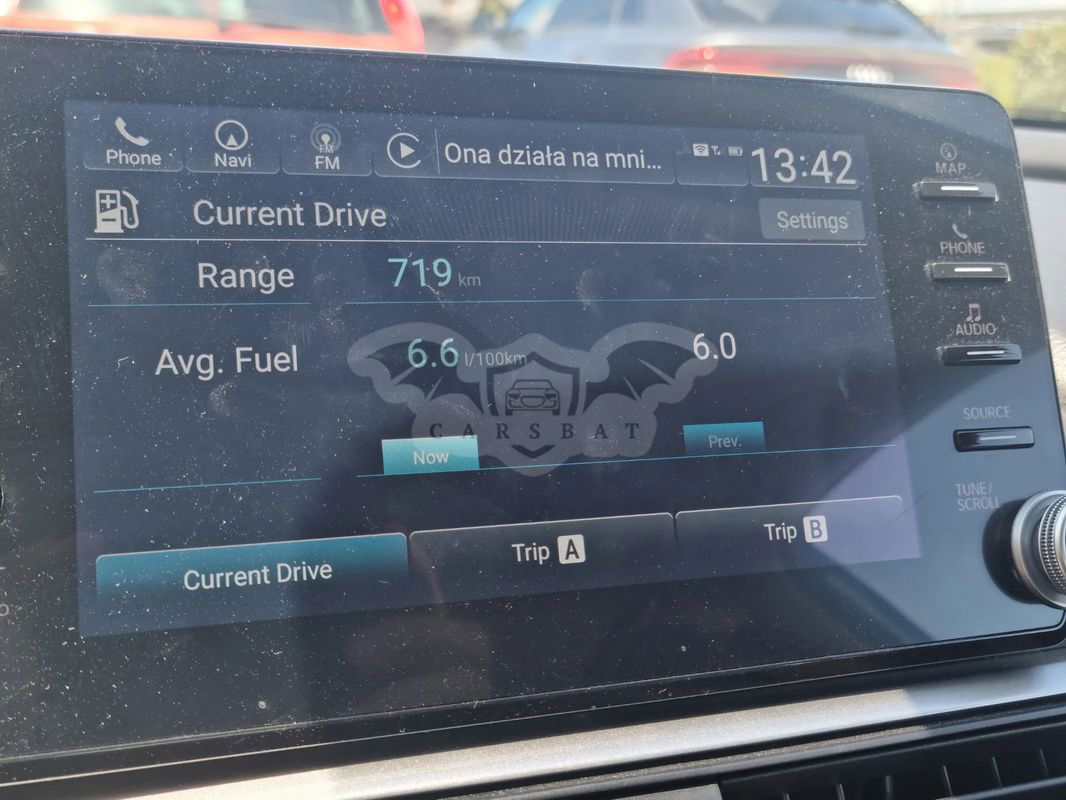 Phone
Navi
FM
FM
Ona działa na mni...
13:42
MAP
Current Drive
Settings
PHONE
Range
719 km
AUDIO
Avg. Fuel
6.6 l/100km
6.0
SOURCE
CARSBAT
Now
Prev.
TUNE/
SCROLL
Current Drive
Trip A
Trip B